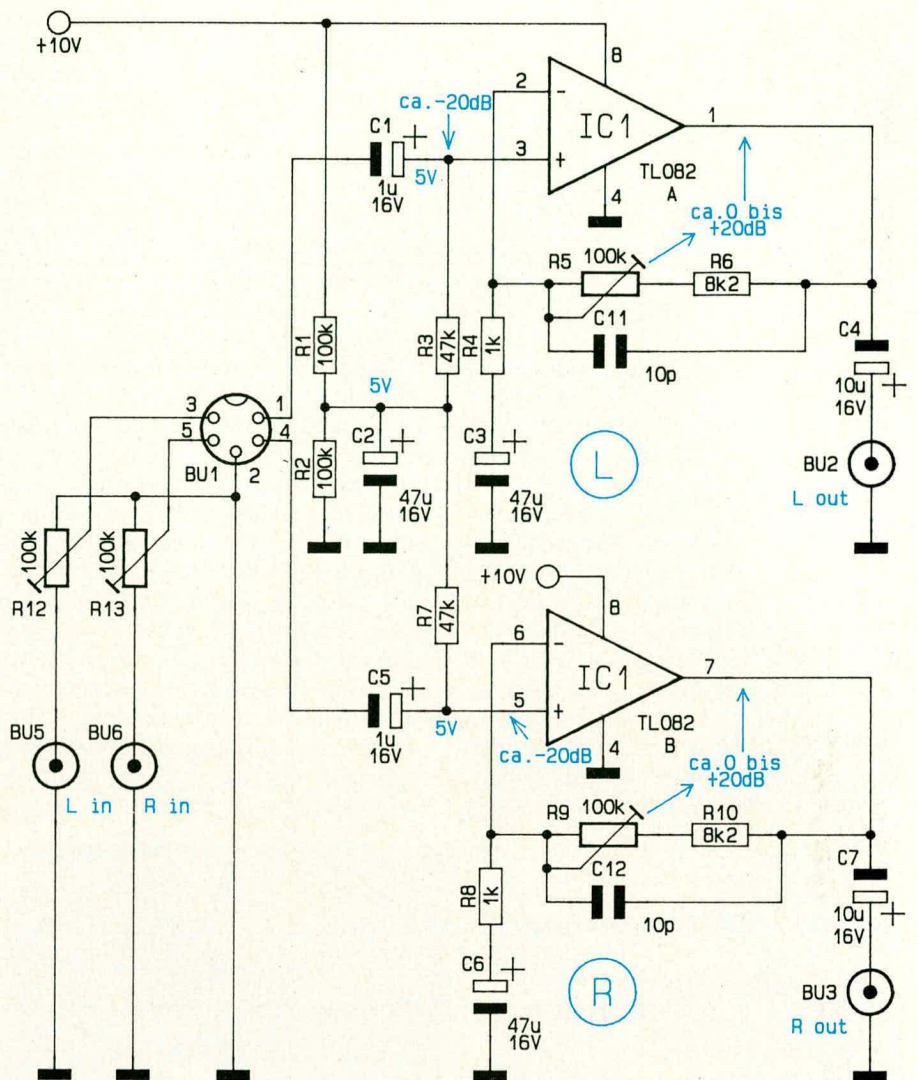 +10V
8
2
ca.-20dB
C1
+
-
IC1
1
3
+
5V
1u
16V
TL082
A
4
ca.0 bis
+20dB
R5
100k
R6
8k2
C11
10p
C4
+
10u
16V
R1
100k
R3
47k
R4
1k
5V
3
1
5
4
BU1
2
R2
100k
C2
+
47u
16V
C3
+
47u
16V
L
BU2
L out
100k
R12
100k
R13
+10V
8
R7
47k
6
-
IC1
7
C5
+
5
+
1u
16V
5V
ca.-20dB
4
TL082
B
ca.0 bis
+20dB
BU5
BU6
L in
R in
R9
100k
R10
8k2
C12
10p
C7
+
10u
16V
R8
1k
C6
+
47u
16V
R
BU3
R out